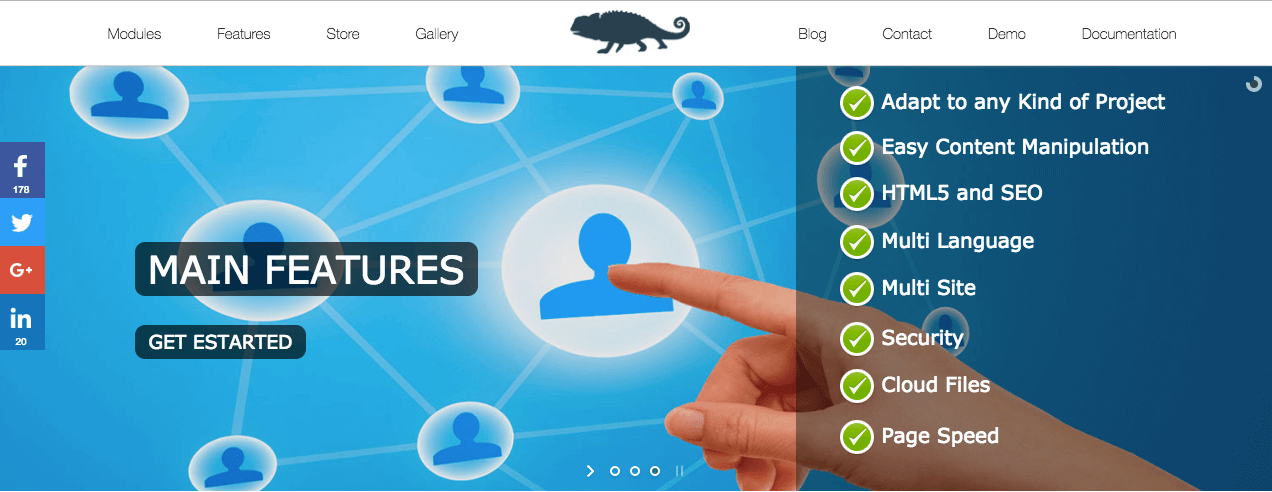 Modules Features Store Gallery Blog Contact Demo Documentation
f
178
G+
in
20
MAIN FEATURES
GET ESTARTED
Adapt to any Kind of Project
Easy Content Manipulation
HTML5 and SEO
Multi Language
Multi Site
Security
Cloud Files
Page Speed